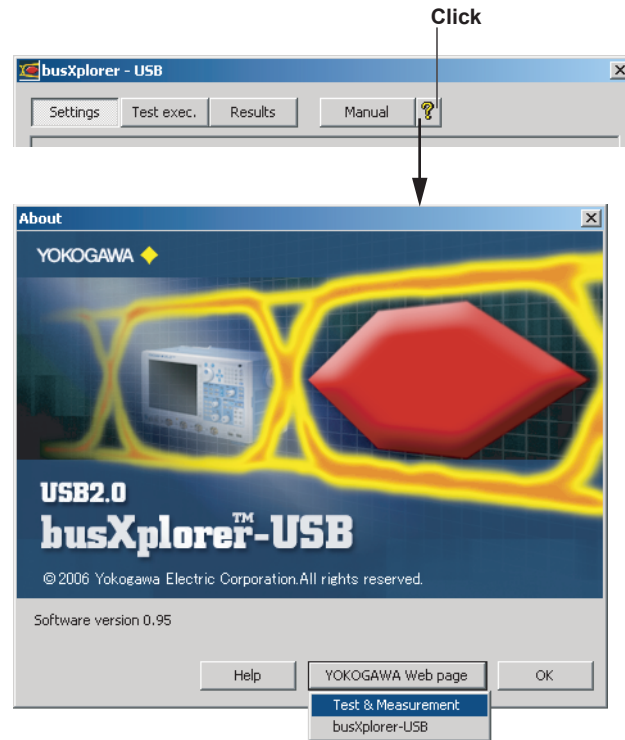 Click
busXplorer - USB
Settings Test exec. Results Manual ?
About
YOKOGAWA
USB2.0
busXplorer™-USB
©2006 Yokogawa Electric Corporation.All rights reserved.
Software version 0.95
Help YOKOGAWA Web page OK
Test & Measurement
busXplorer-USB